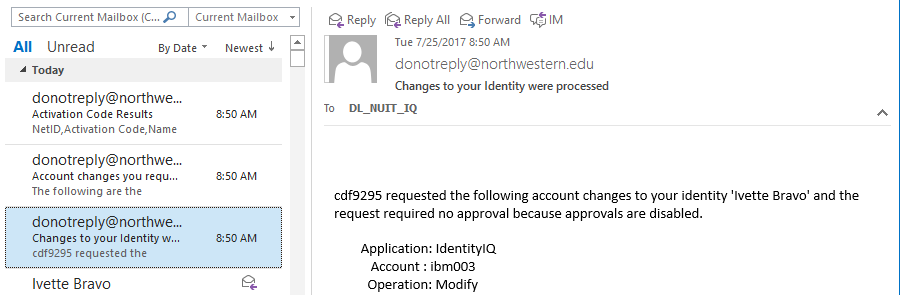 Search Current Mailbox (C... Current Mailbox
All Unread By Date Newest
Today
donotreply@northwe...
Activation Code Results 8:50 AM
NetID,Activation Code,Name
donotreply@northwe...
Account changes you requ... 8:50 AM
The following are the
donotreply@northwe...
Changes to your Identity w... 8:50 AM
cdf9295 requested the
Ivette Bravo
Reply Reply All Forward IM
Tue 7/25/2017 8:50 AM
donotreply@northwestern.edu
Changes to your Identity were processed
To DL_NUIT_IQ
cdf9295 requested the following account changes to your identity 'Ivette Bravo' and the
request required no approval because approvals are disabled.
Application: IdentityIQ
Account : ibm003
Operation: Modify